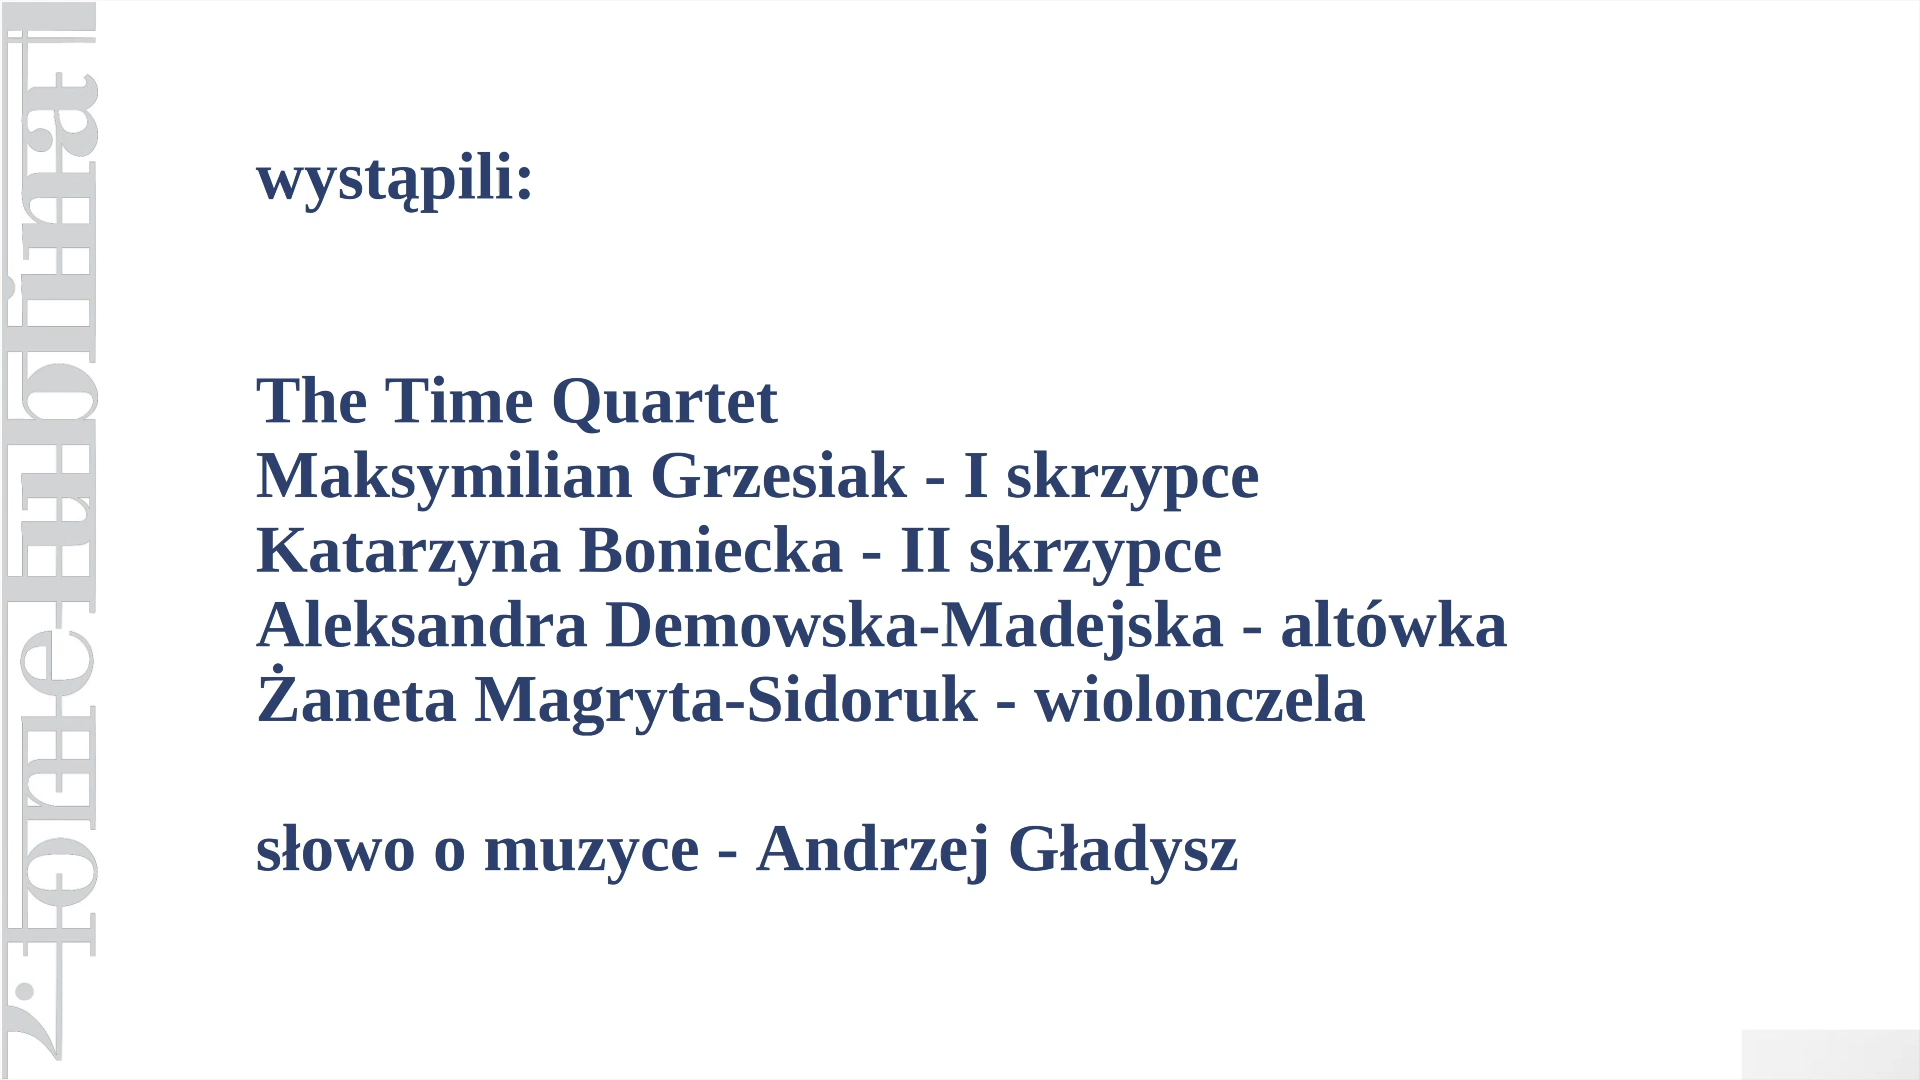 wystąpili:
The Time Quartet
Maksymilian Grzesiak - I skrzypce
Katarzyna Boniecka - II skrzypce
Aleksandra Demowska-Madejska - altówka
Żaneta Magryta-Sidoruk - wiolonczela
słowo o muzyce - Andrzej Gładysz